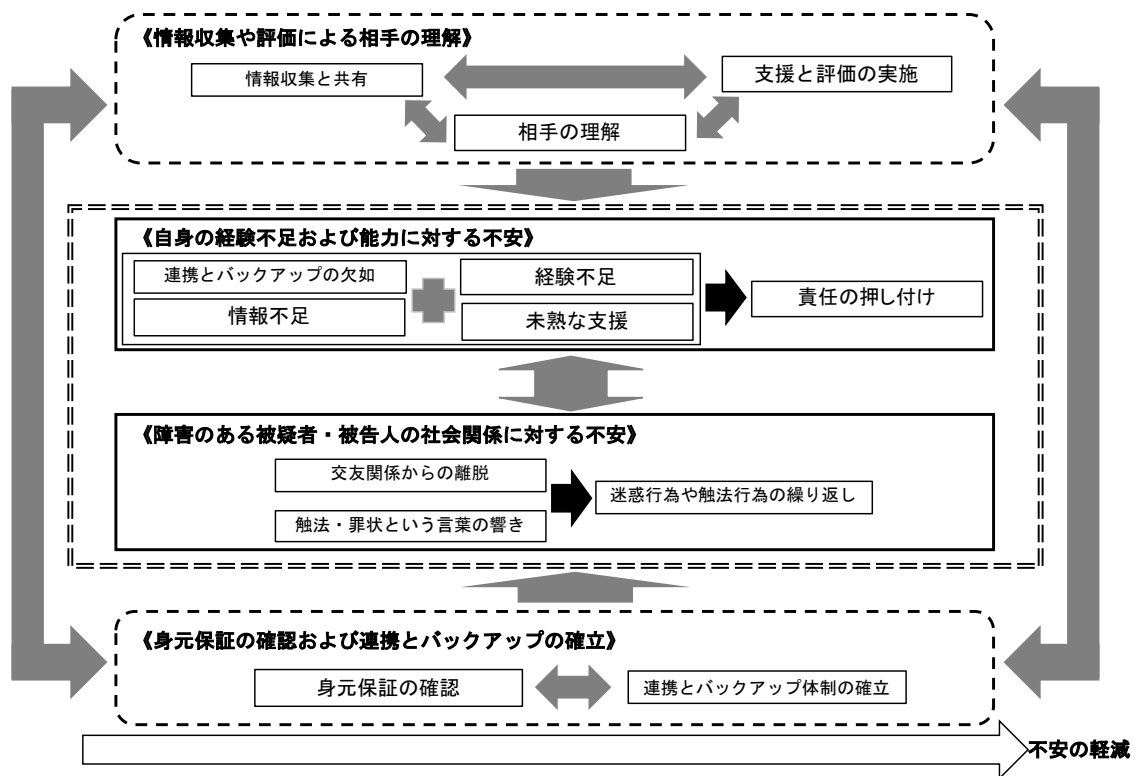 《情報収集や評価による相手の理解》
情報収集と共有
支援と評価の実施
相手の理解
《自身の経験不足および能力に対する不安》
連携とバックアップの欠如
経験不足
情報不足
未熟な支援
責任の押し付け
《障害のある被疑者・被告人の社会関係に対する不安》
交友関係からの離脱
迷惑行為や触法行為の繰り返し
触法・罪状という言葉の響き
《身元保証の確認および連携とバックアップの確立》
身元保証の確認
連携とバックアップ体制の確立
不安の軽減